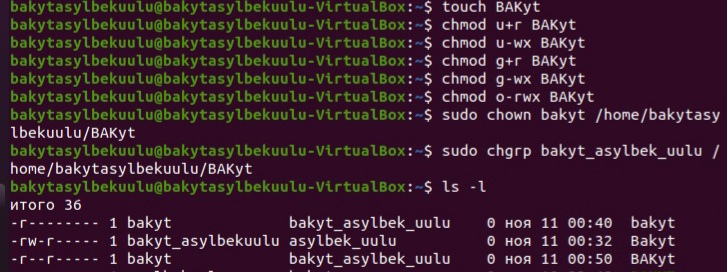 bakytasylbekuulu@bakytasylbekuulu-VirtualBox:~$ touch BAKyt
bakytasylbekuulu@bakytasylbekuulu-VirtualBox:~$ chmod u+r BAKyt
bakytasylbekuulu@bakytasylbekuulu-VirtualBox:~$ chmod u-wx BAKyt
bakytasylbekuulu@bakytasylbekuulu-VirtualBox:~$ chmod g+r BAKyt
bakytasylbekuulu@bakytasylbekuulu-VirtualBox:~$ chmod g-wx BAKyt
bakytasylbekuulu@bakytasylbekuulu-VirtualBox:~$ chmod o-rwx BAKyt
bakytasylbekuulu@bakytasylbekuulu-VirtualBox:~$ sudo chown bakyt /home/bakytasy
lbekuulu/BAKyt
bakytasylbekuulu@bakytasylbekuulu-VirtualBox:~$ sudo chgrp bakyt_asylbek_uulu /
home/bakytasylbekuulu/BAKyt
bakytasylbekuulu@bakytasylbekuulu-VirtualBox:~$ ls -l
итого 36
-r-------- 1 bakyt bakyt_asylbek_uulu 0 ноя 11 00:40 bakyt
-rw-r----- 1 bakyt_asylbekuulu asylbek_uulu 0 ноя 11 00:32 Bakyt
-r--r----- 1 bakyt bakyt_asylbek_uulu 0 ноя 11 00:50 BAKyt